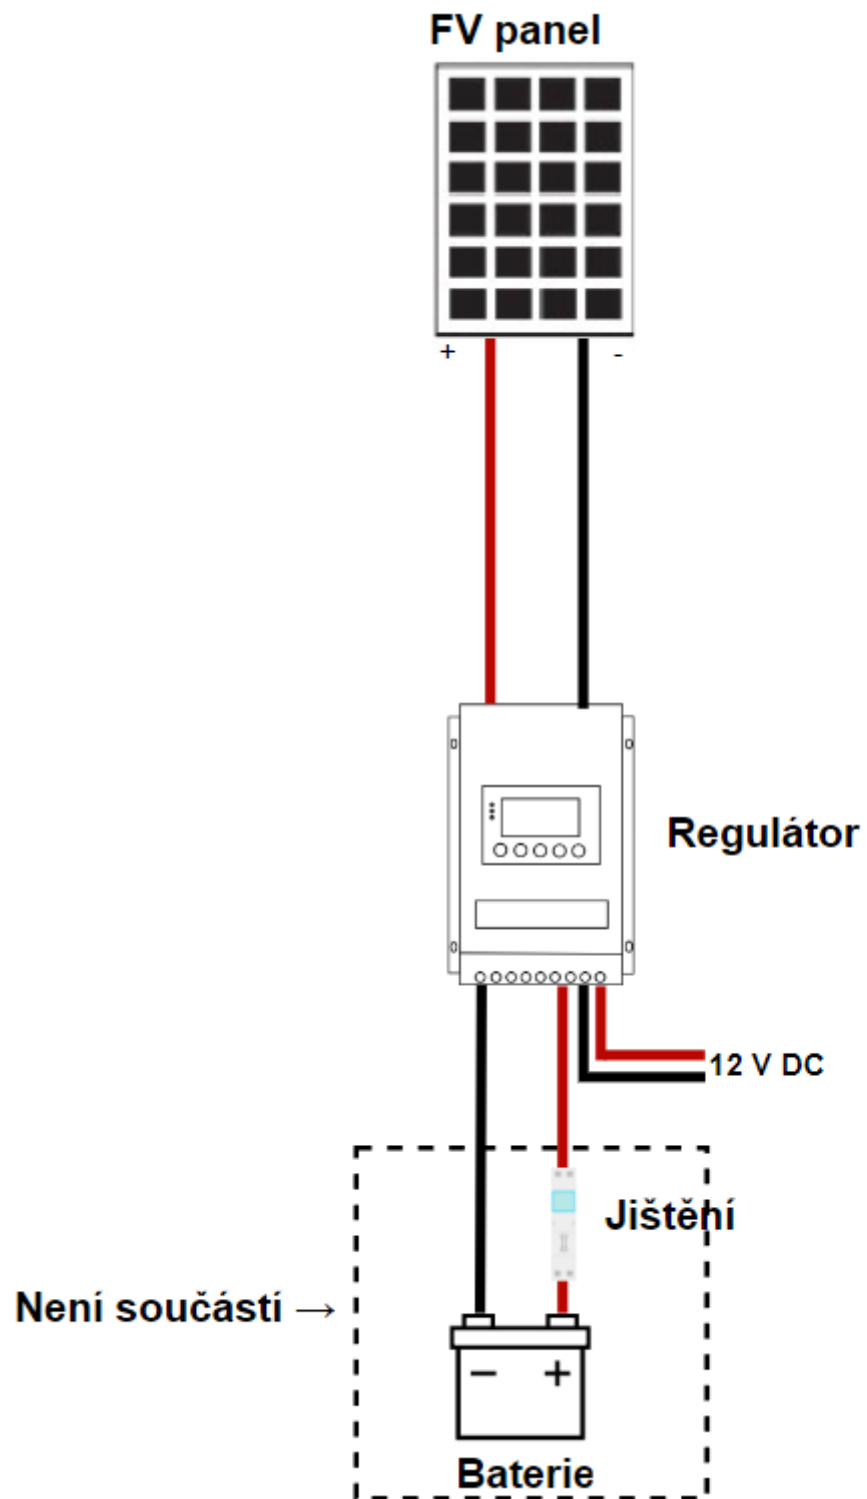 FV panel
+ -
Regulátor
12 V DC
Jištění
Není součástí →
− +
Baterie